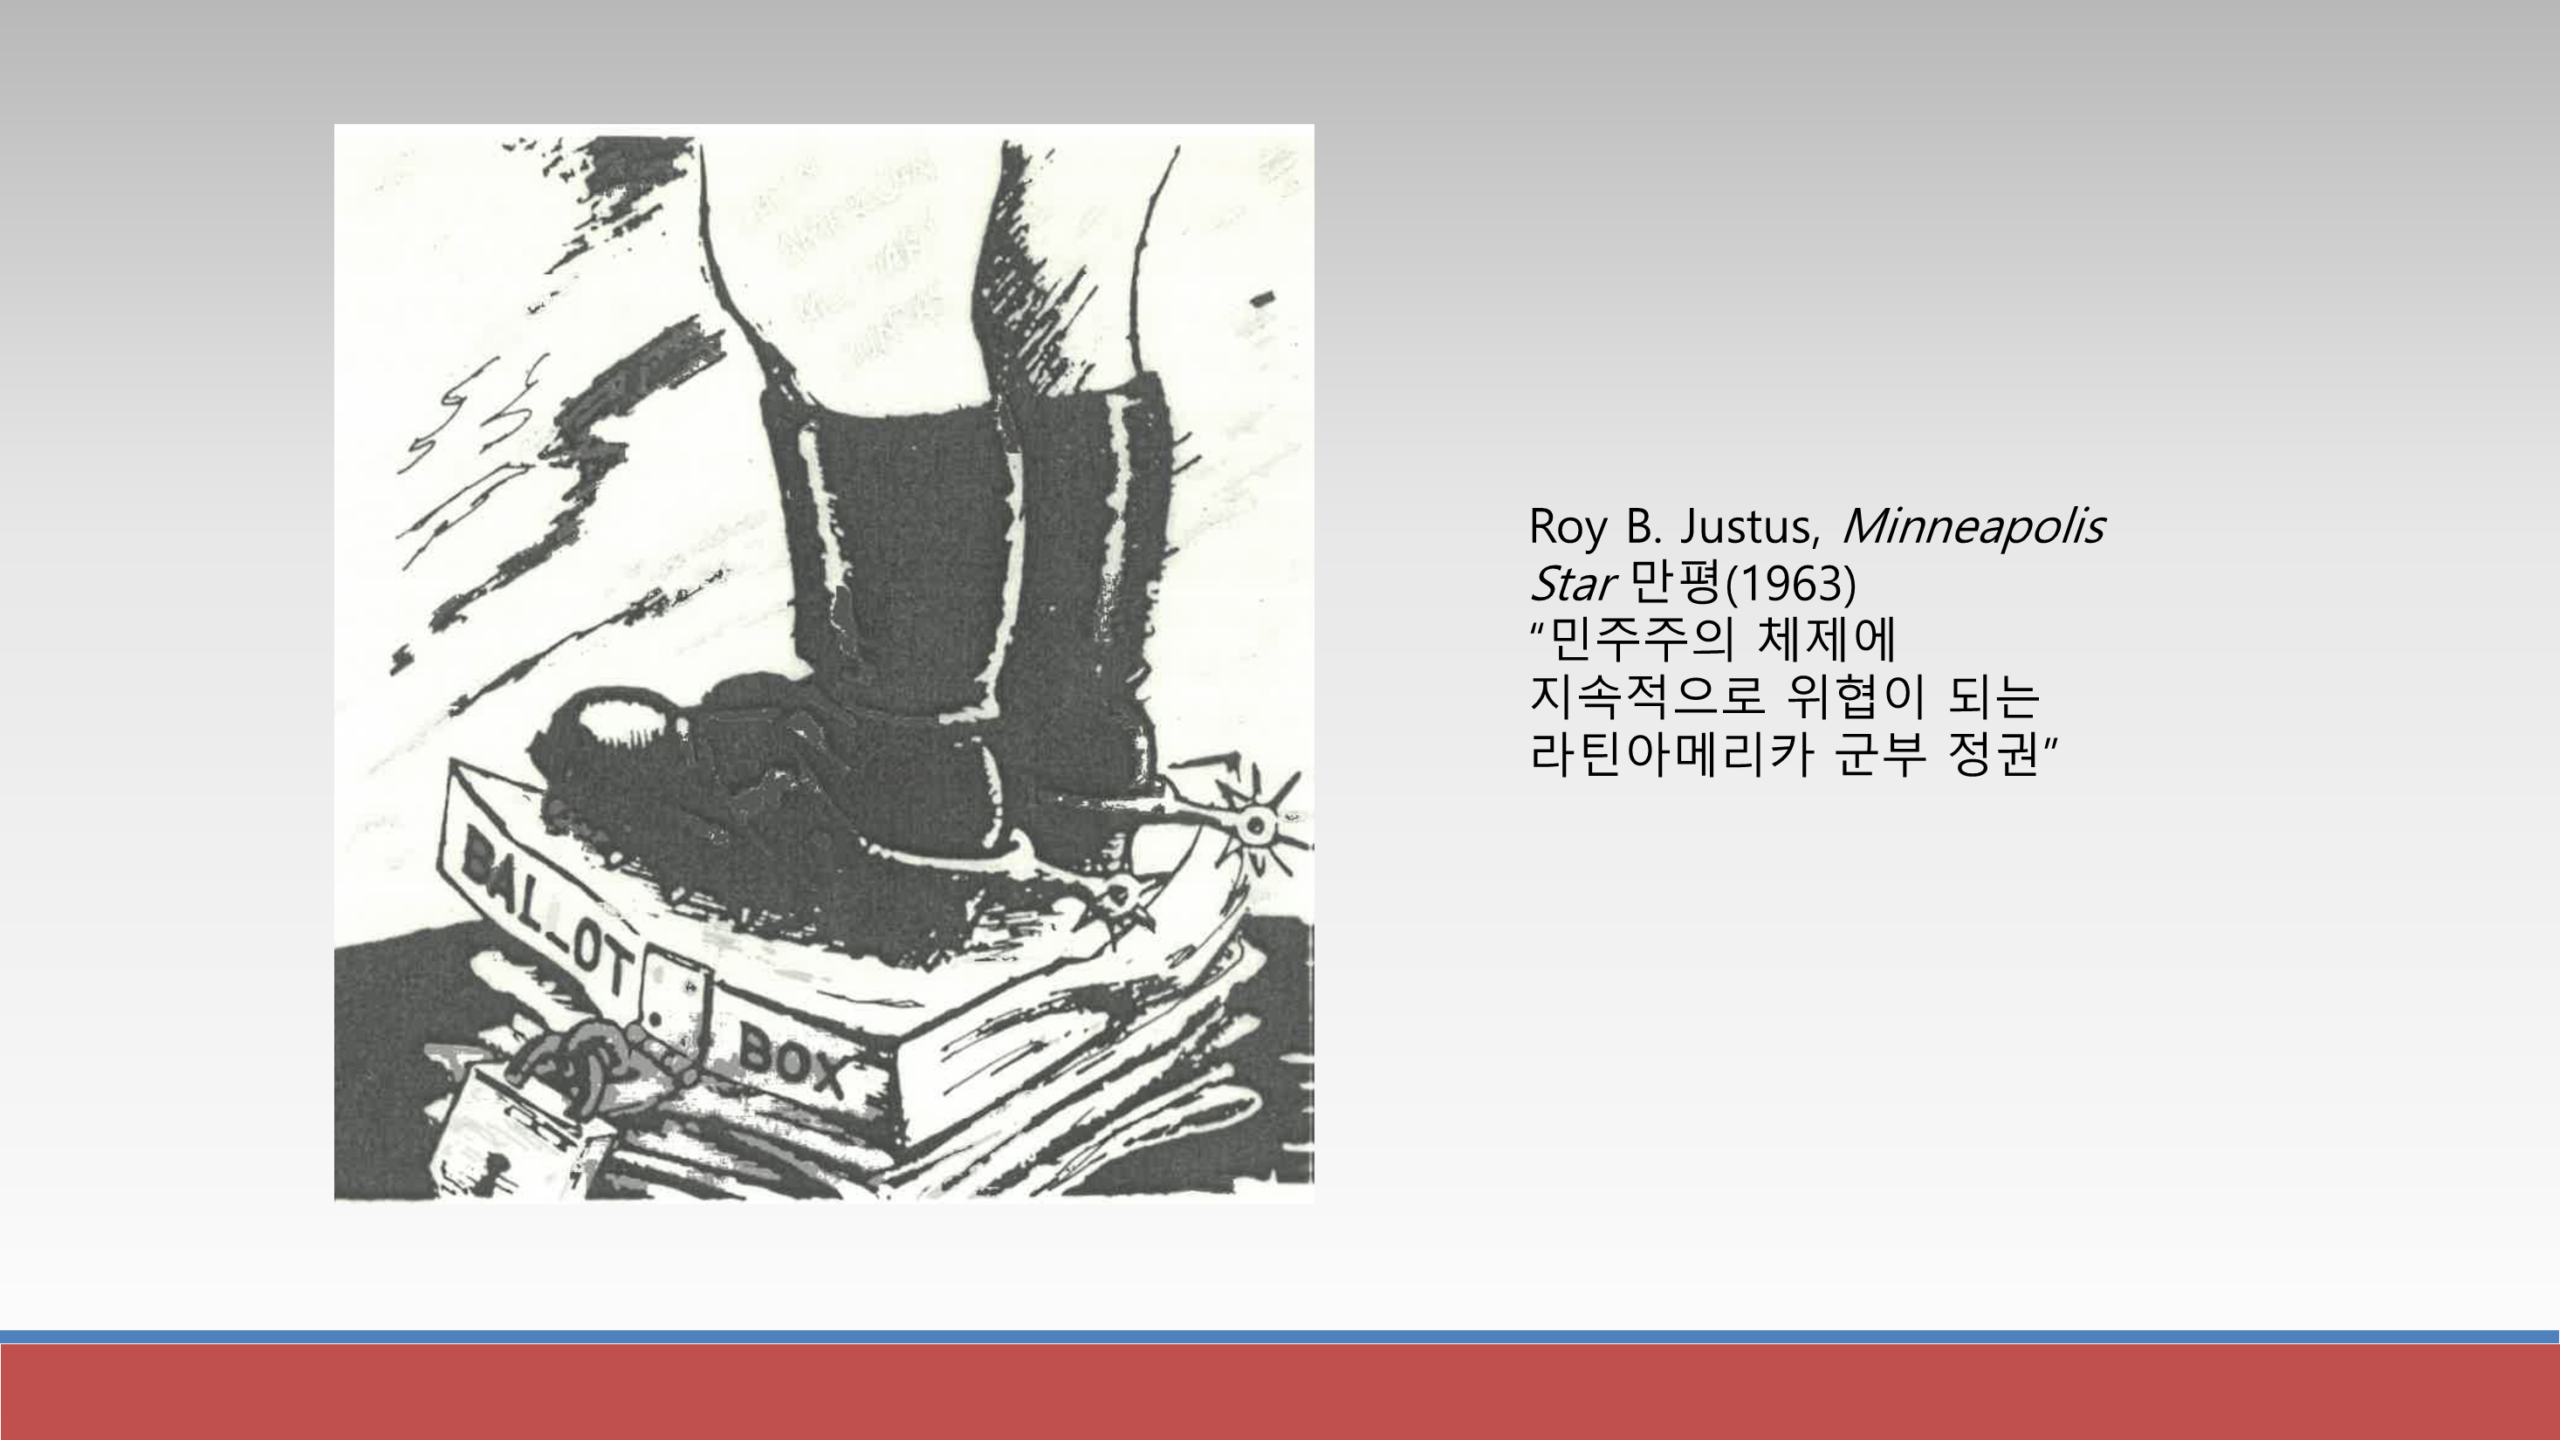 BALLOT BOX
Roy B. Justus, Minneapolis
Star 만평(1963)
“민주주의 체제에
지속적으로 위협이 되는
라틴아메리카 군부 정권”